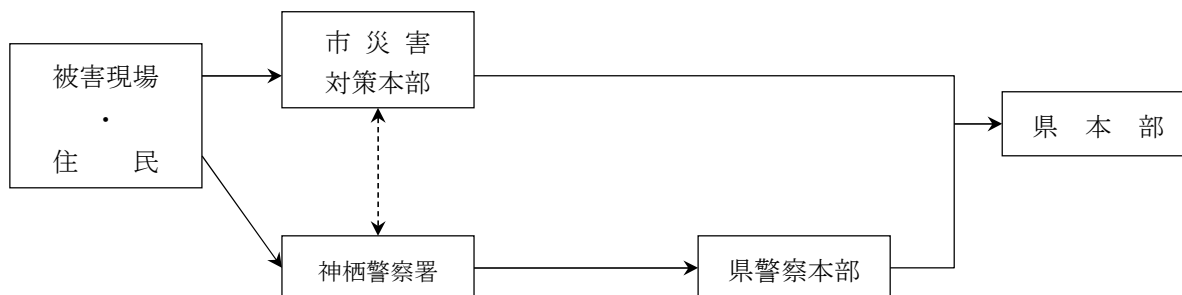 被害現場
・
住　　民
市 災 害
対策本部
県　本　部
神栖警察署
県警察本部